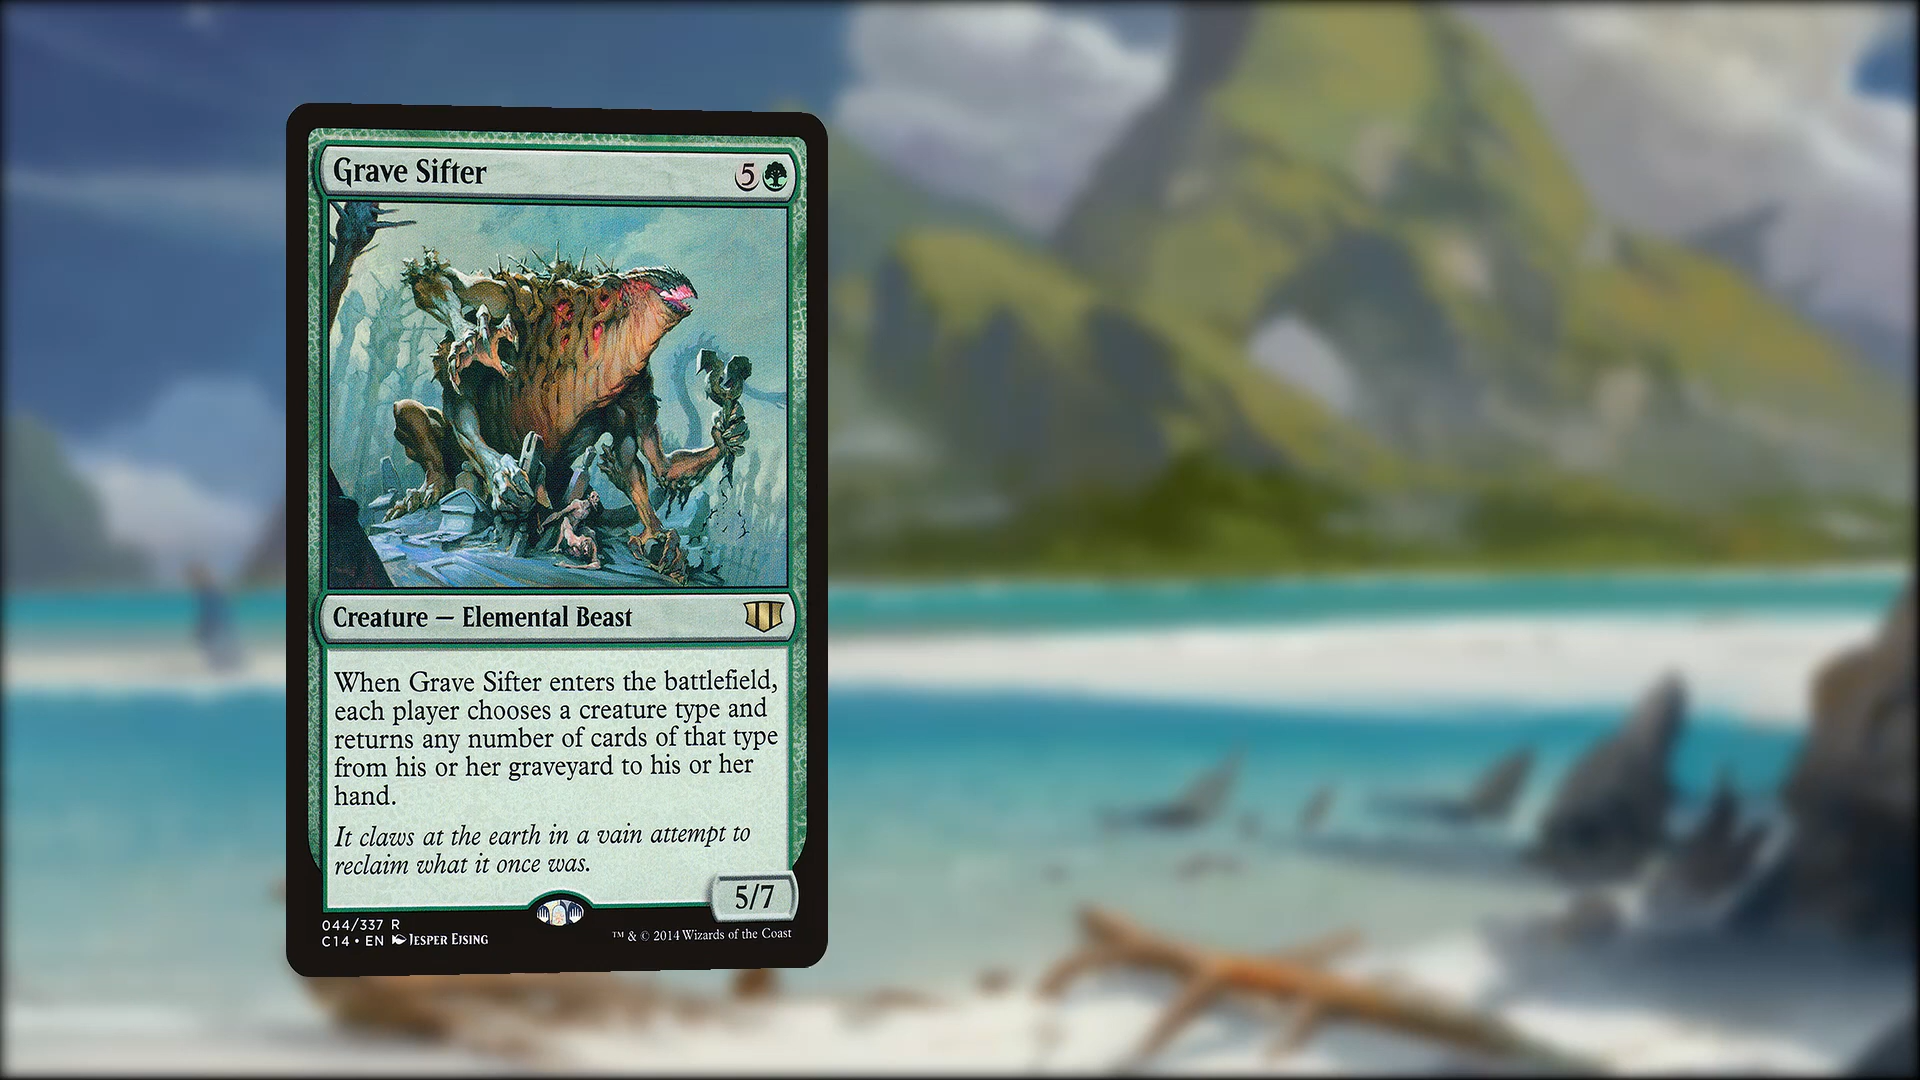 Grave Sifter
5
Creature — Elemental Beast
When Grave Sifter enters the battlefield,
each player chooses a creature type and
returns any number of cards of that type
from his or her graveyard to his or her
hand.
It claws at the earth in a vain attempt to
reclaim what it once was.
5/7
044/337 R
C14 • EN Jesper Ejsing
™ & © 2014 Wizards of the Coast